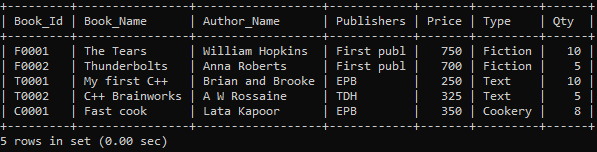 +---------+----------------+------------------+------------+-------+---------+------+
| Book_Id | Book_Name      | Author_Name      | Publishers | Price | Type    | Qty  |
+---------+----------------+------------------+------------+-------+---------+------+
| F0001   | The Tears      | William Hopkins  | First publ |   750 | Fiction |   10 |
| F0002   | Thunderbolts   | Anna Roberts     | First publ |   700 | Fiction |    5 |
| T0001   | My first C++   | Brian and Brooke | EPB        |   250 | Text    |   10 |
| T0002   | C++ Brainworks | A W Rossaine     | TDH        |   325 | Text    |    5 |
| C0001   | Fast cook      | Lata Kapoor      | EPB        |   350 | Cookery |    8 |
+---------+----------------+------------------+------------+-------+---------+------+
5 rows in set (0.00 sec)